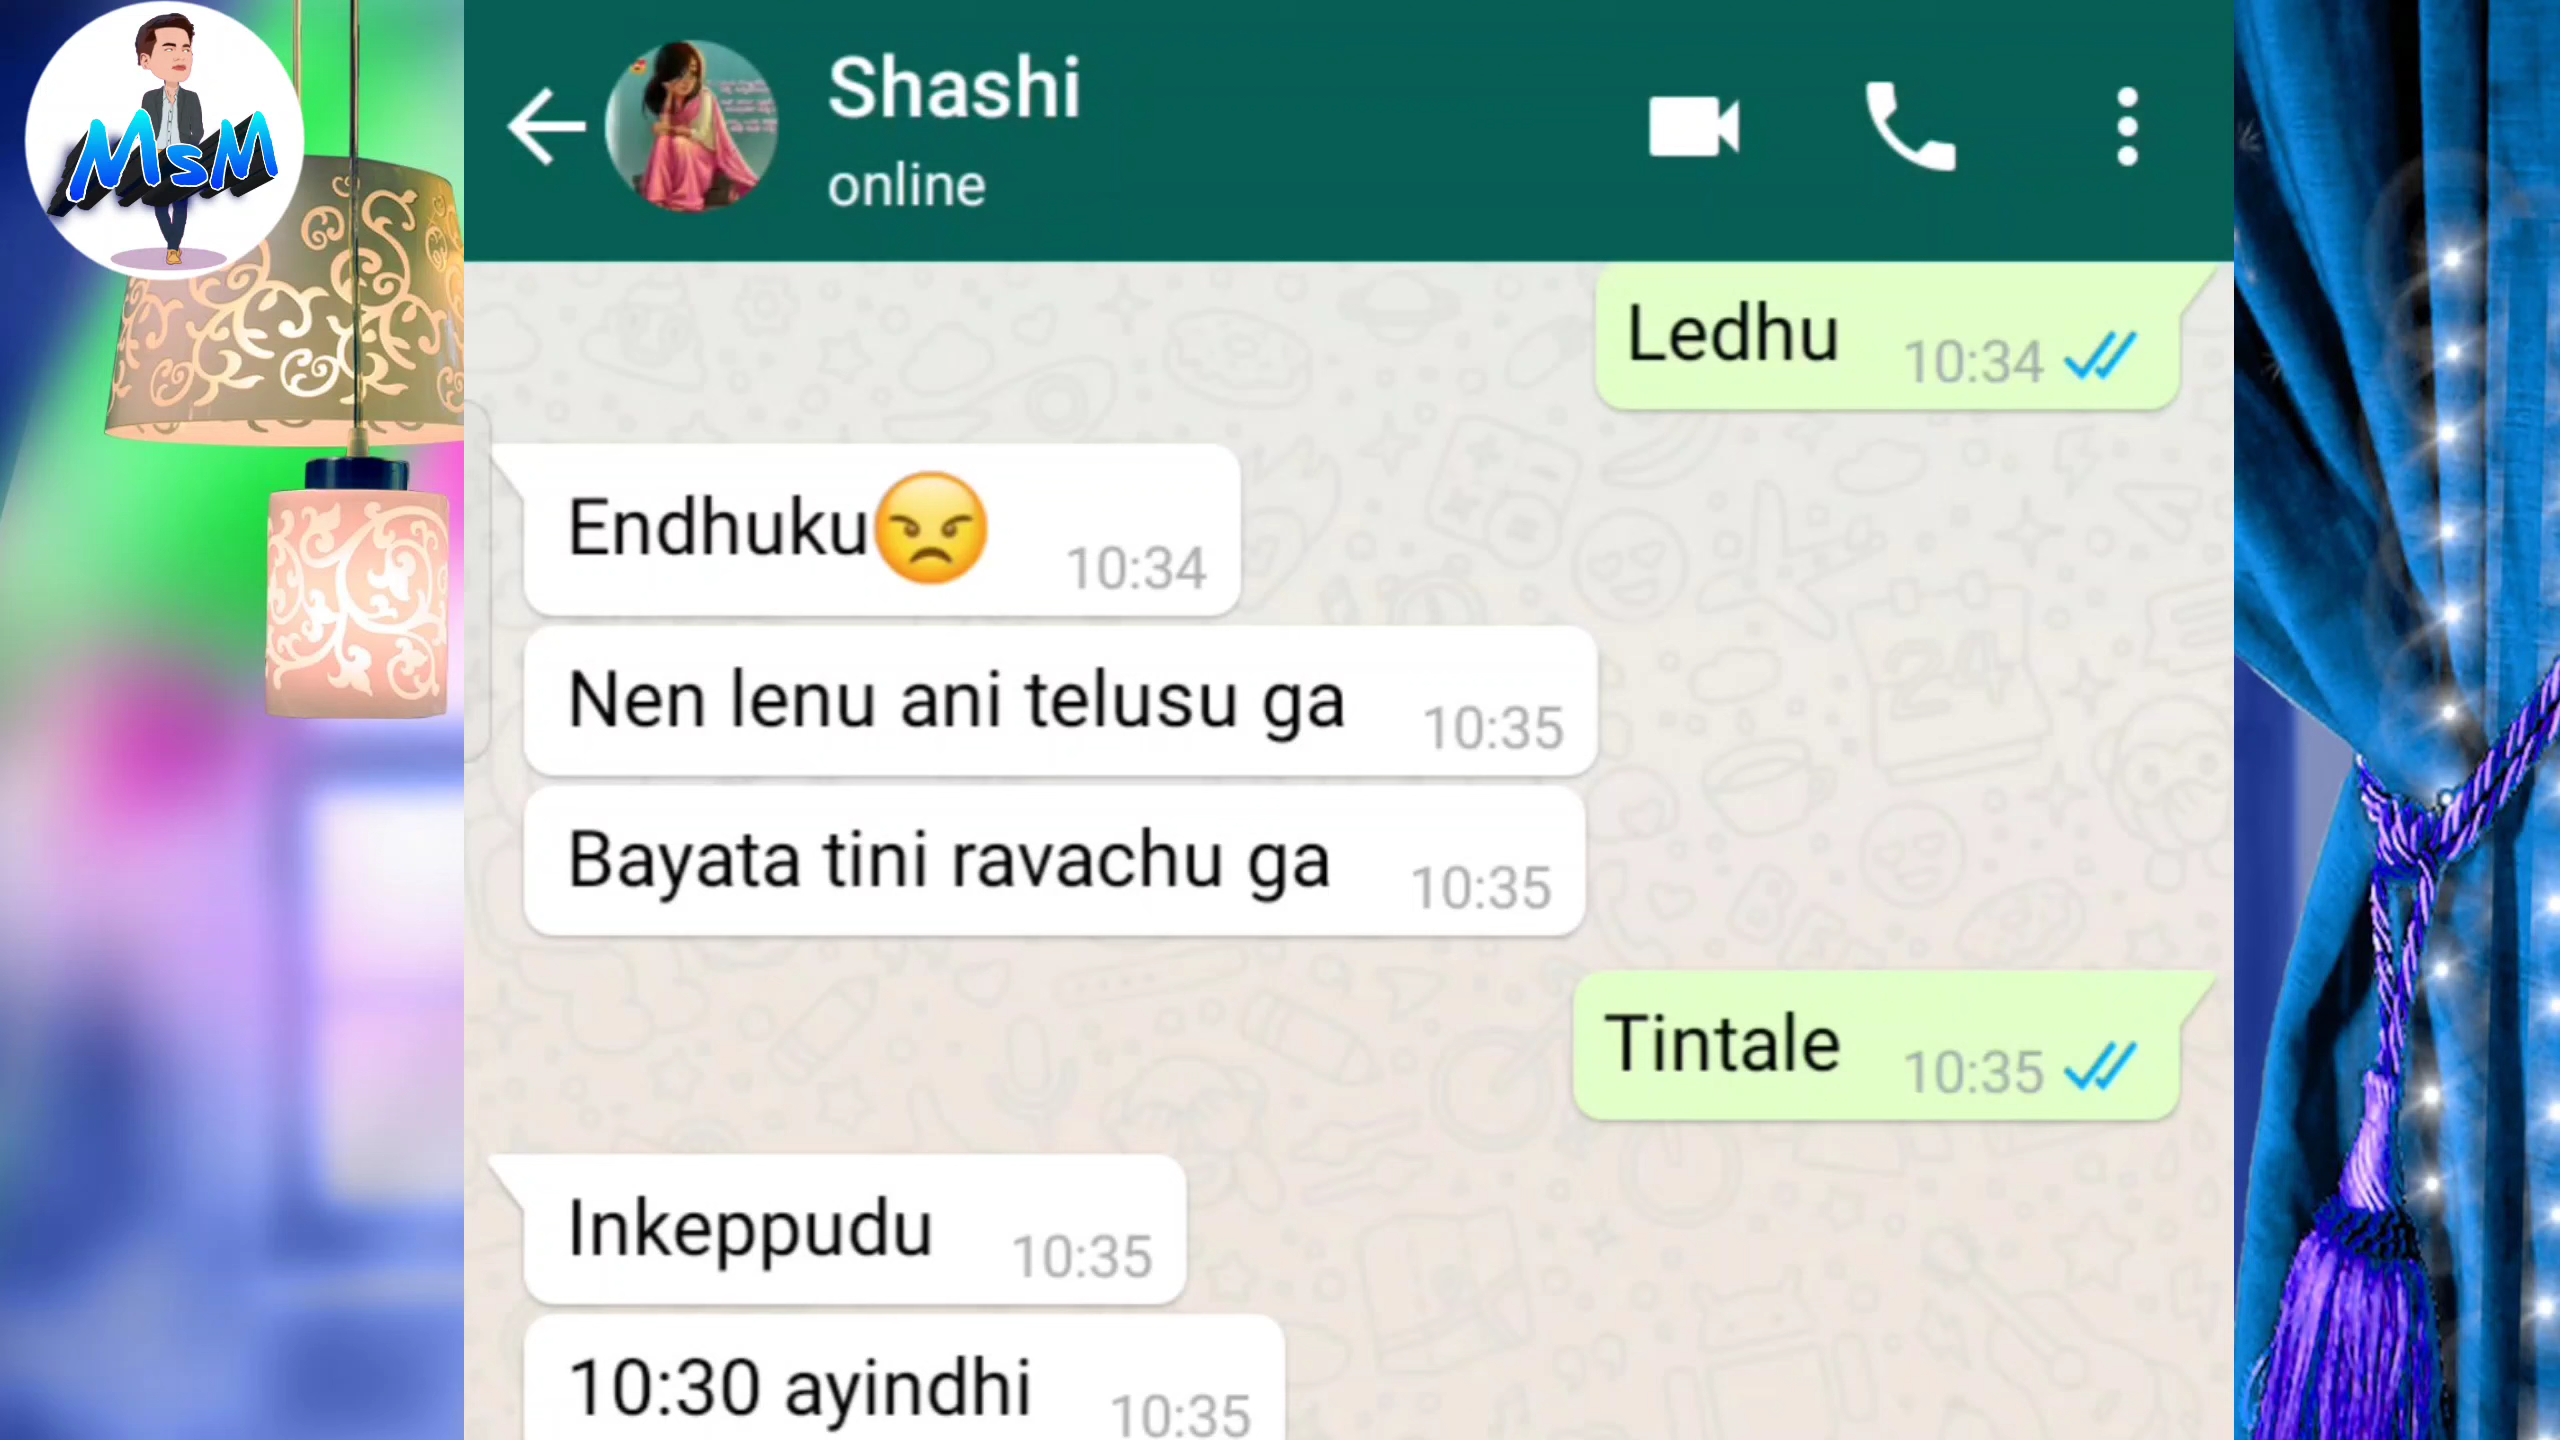 MsM
Shashi
online
Ledhu 10:34
Endhuku😠 10:34
Nen lenu ani telusu ga 10:35
Bayata tini ravachu ga 10:35
Tintale 10:35
Inkeppudu 10:35
10:30 ayindhi 10:35